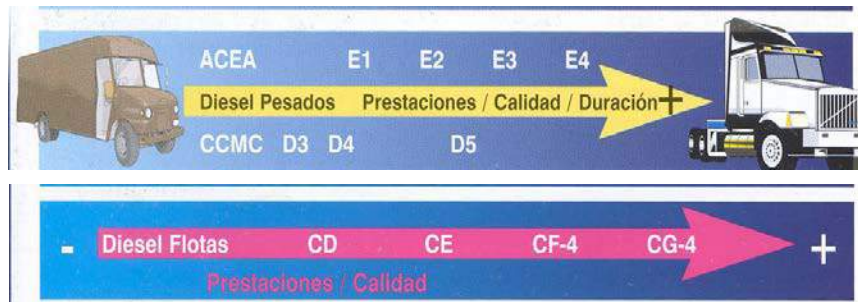 ACEA E1 E2 E3 E4
Diesel Pesados Prestaciones / Calidad / Duración +
CCMC D3 D4 D5
- Diesel Flotas CD CE CF-4 CG-4 +
Prestaciones / Calidad